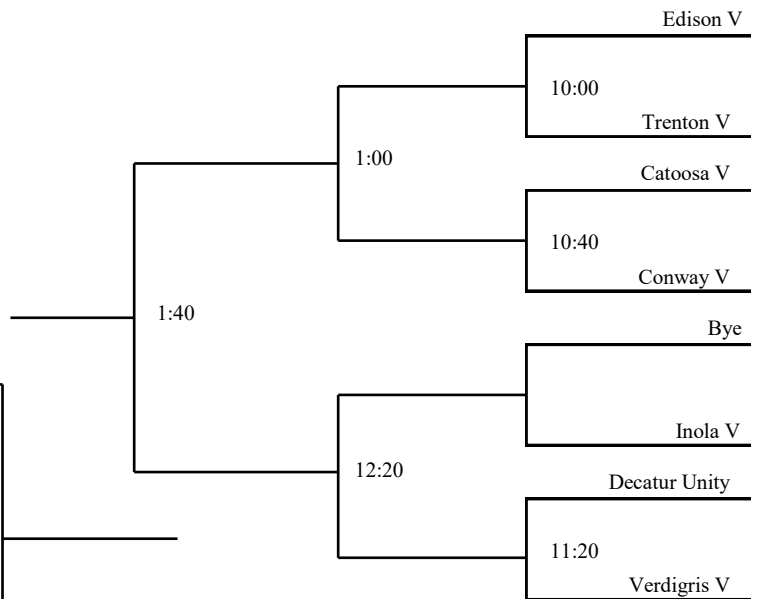 Edison V
10:00
Trenton V
1:00
Catoosa V
10:40
Conway V
1:40
Bye
Inola V
12:20
Decatur Unity
11:20
Verdigris V